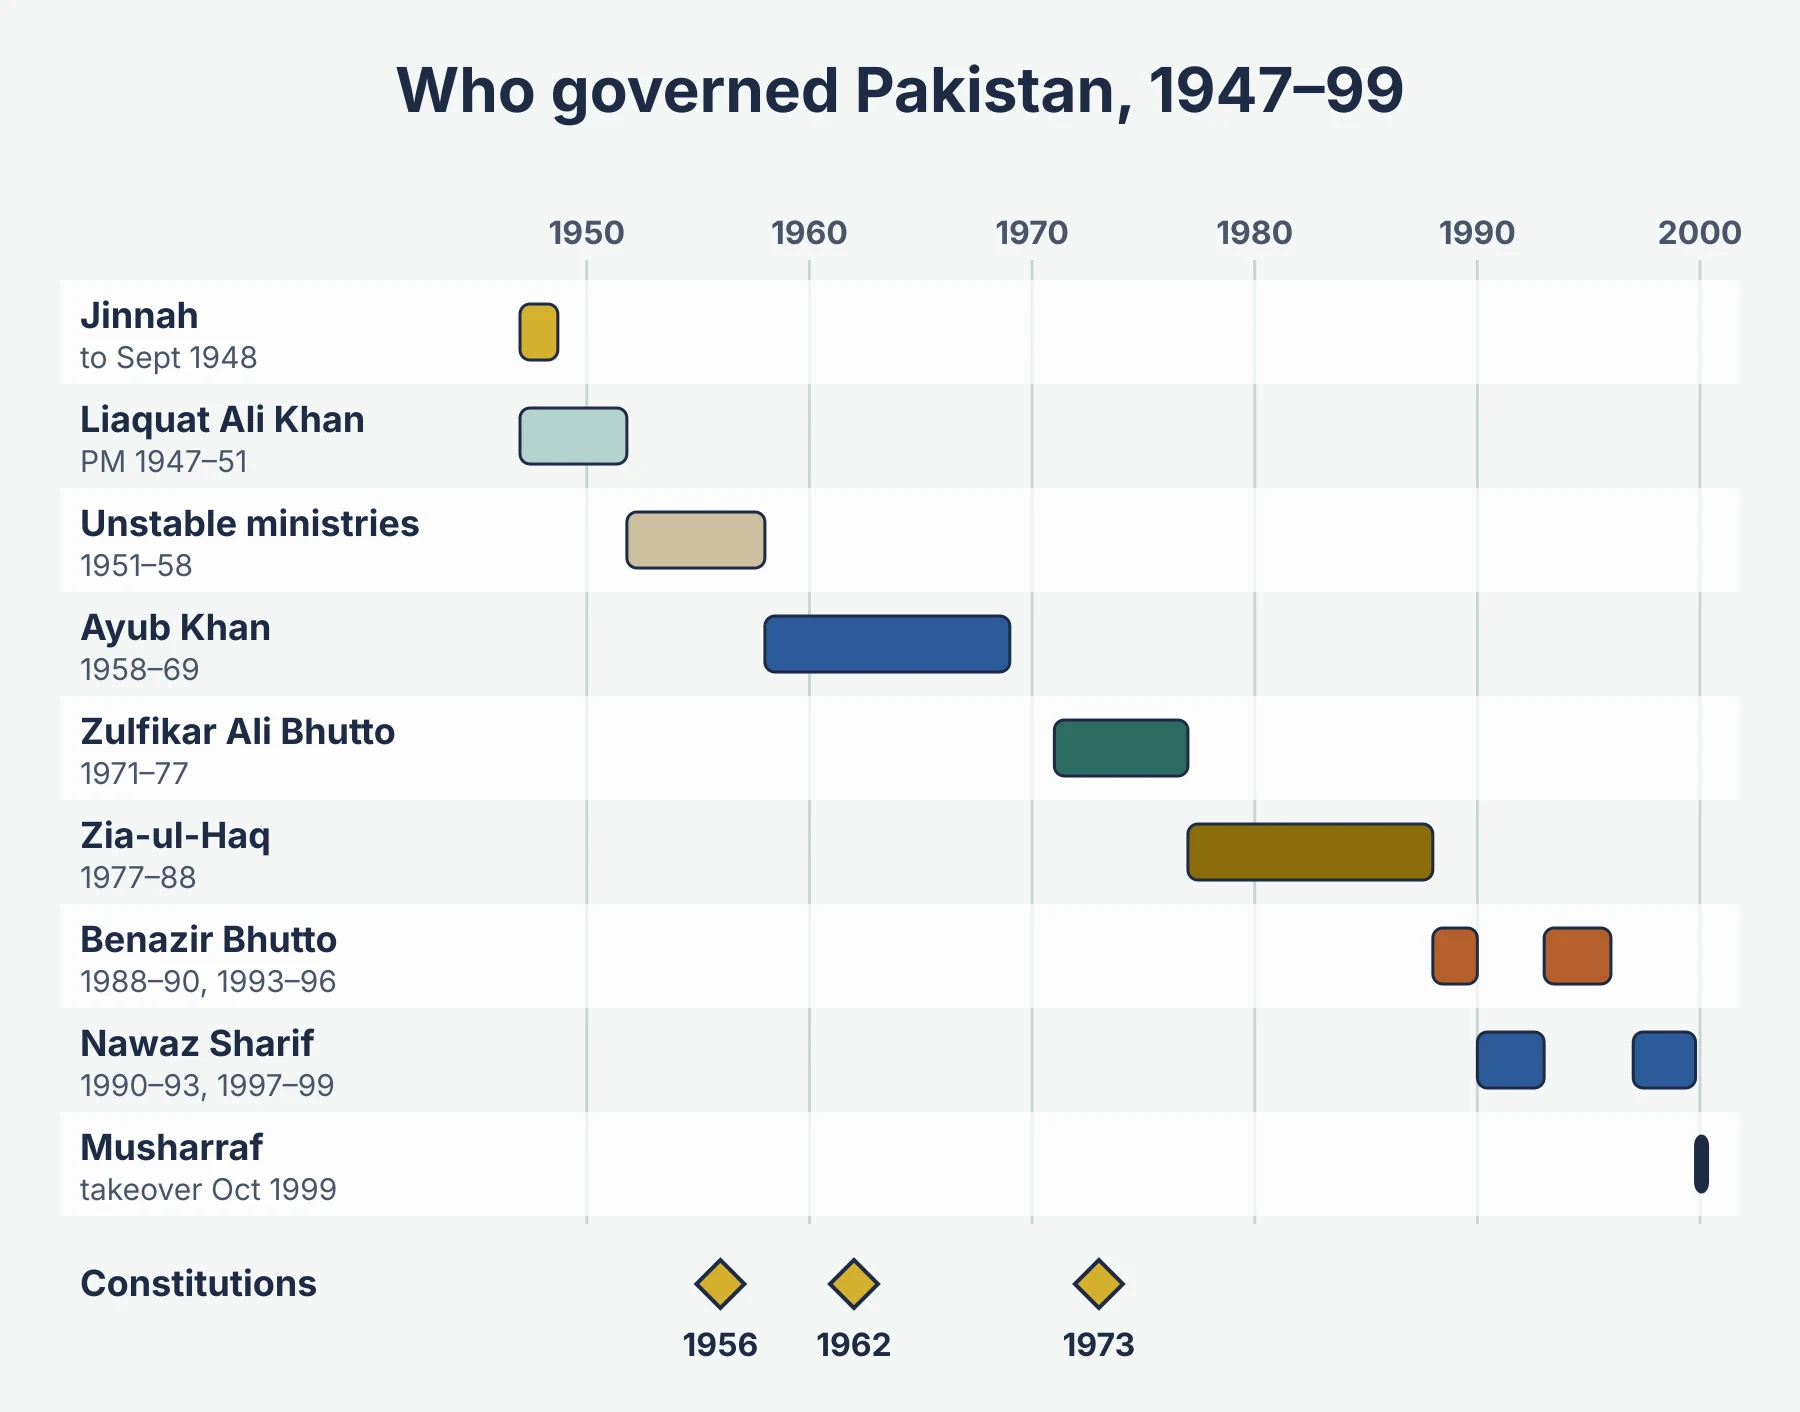 Who governed Pakistan, 1947–99
1950 1960 1970 1980 1990 2000
Jinnah
to Sept 1948
Liaquat Ali Khan
PM 1947–51
Unstable ministries
1951–58
Ayub Khan
1958–69
Zulfikar Ali Bhutto
1971–77
Zia-ul-Haq
1977–88
Benazir Bhutto
1988–90, 1993–96
Nawaz Sharif
1990–93, 1997–99
Musharraf
takeover Oct 1999
Constitutions
1956 1962 1973